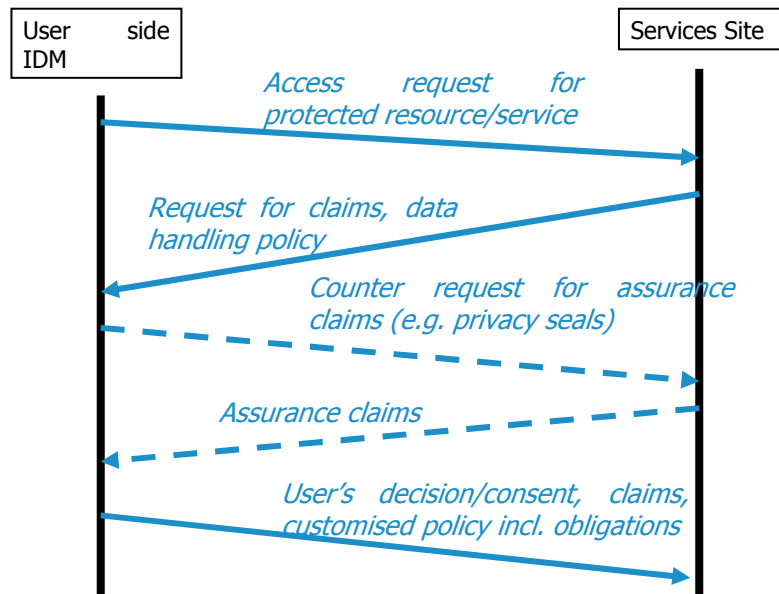 User side
IDM
Services Site
Access request for
protected resource/service
Request for claims, data
handling policy
Counter request for assurance
claims (e.g. privacy seals)
Assurance claims
User's decision/consent, claims,
customised policy incl. obligations